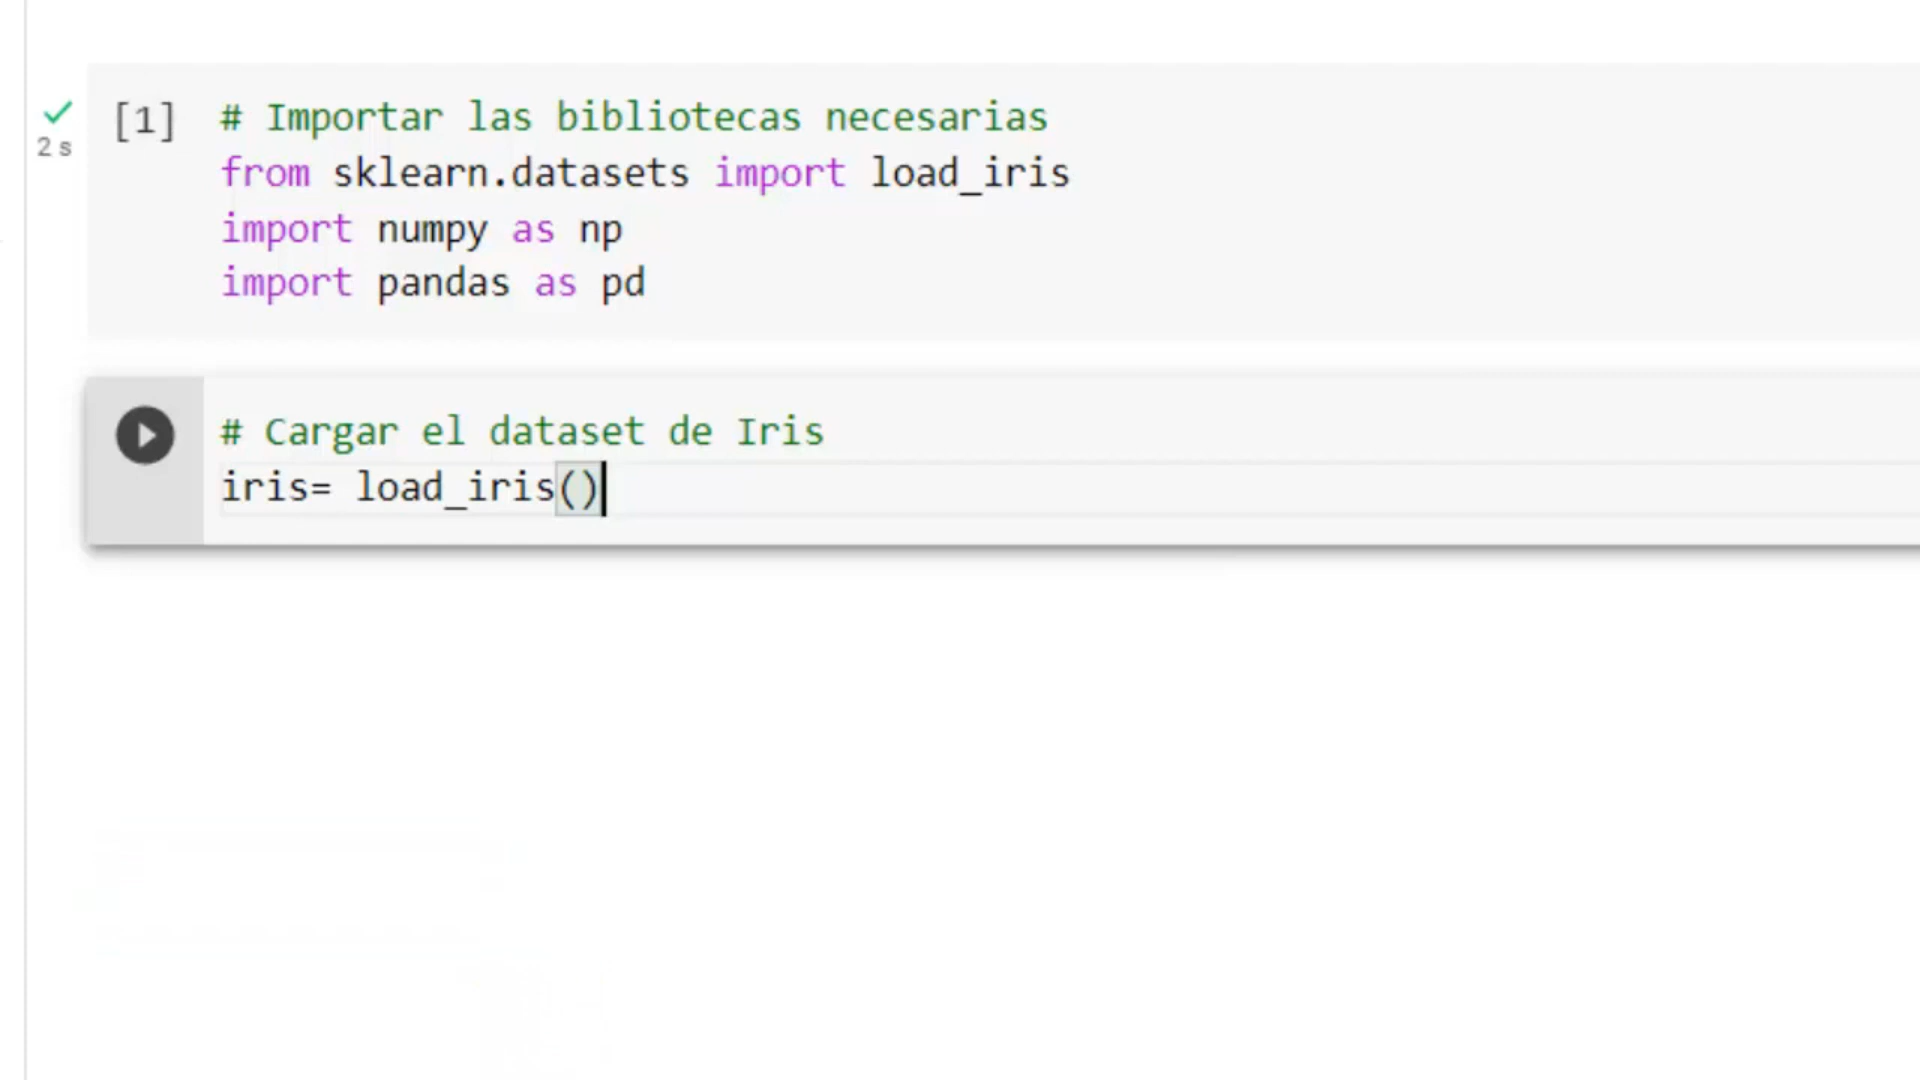 [1] # Importar las bibliotecas necesarias
2 s
from sklearn.datasets import load_iris
import numpy as np
import pandas as pd
# Cargar el dataset de Iris
iris= load_iris()